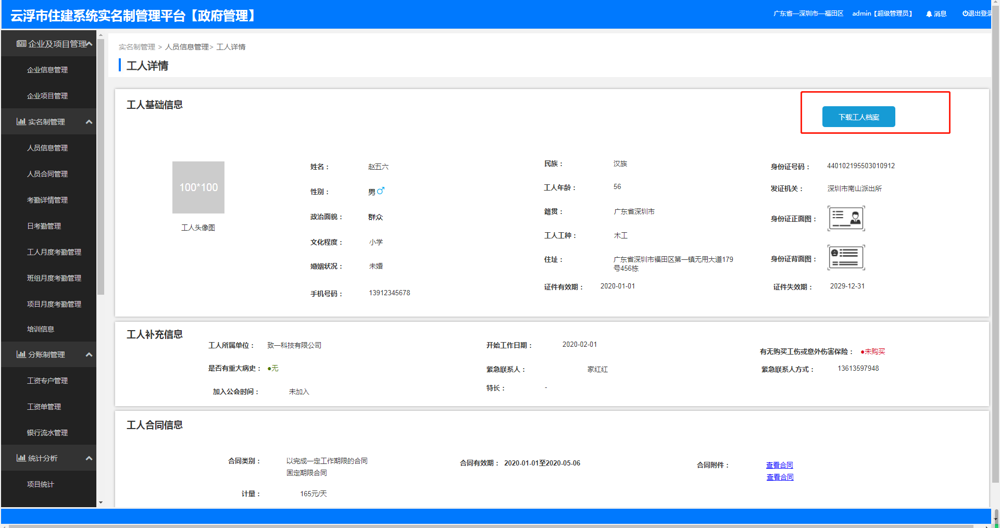 云浮市住建系统实名制管理平台【政府管理】
广东省—深圳市—福田区 admin【超级管理员】 消息 退出登录
企业及项目管理
企业信息管理
企业项目管理
实名制管理
人员信息管理
人员合同管理
考勤详情管理
日考勤管理
工人月度考勤管理
班组月度考勤管理
项目月度考勤管理
培训信息
分账制管理
工资专户管理
工资单管理
银行流水管理
统计分析
项目统计
实名制管理 > 人员信息管理> 工人详情
工人详情
工人基础信息
下载工人档案
100*100
工人头像图
姓名： 赵五六
性别： 男
政治面貌： 群众
文化程度： 小学
婚姻状况： 未婚
手机号码： 13912345678
民族： 汉族
工人年龄： 56
籍贯： 广东省深圳市
工人工种： 木工
住址： 广东省深圳市福田区第一镇无用大道179
号456栋
证件有效期： 2020-01-01
身份证号码： 440102195503010912
发证机关： 深圳市南山派出所
身份证正面图：
身份证背面图：
证件失效期： 2029-12-31
工人补充信息
工人所属单位： 致一科技有限公司
是否有重大病史： ●无
加入公会时间： 未加入
开始工作日期： 2020-02-01
紧急联系人： 家红红
特长： -
有无购买工伤或意外伤害保险： ●未购买
紧急联系人方式： 13613597948
工人合同信息
合同类别： 以完成一定工作期限的合同
固定期限合同
计量： 165元/天
合同有效期： 2020-01-01至2020-05-06
合同附件： 查看合同
查看合同